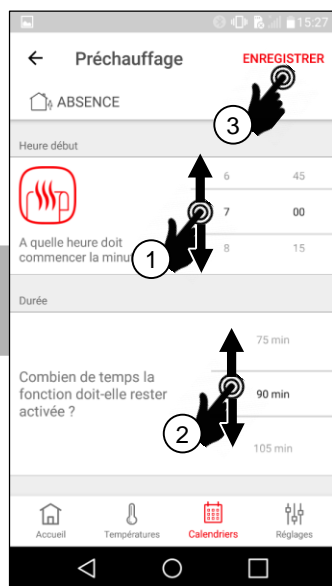 15:27
Préchauffage
ENREGISTRER
ABSENCE
3
Heure début
6 45
7 00
8 15
A quelle heure doit
commencer la minut
1
Durée
75 min
Combien de temps la
fonction doit-elle rester
activée ?
90 min
2
105 min
Accueil Températures Calendriers Réglages